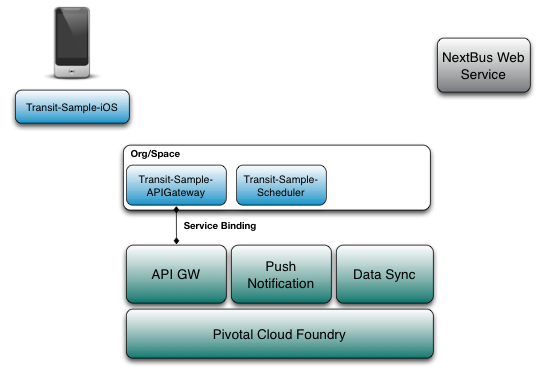 NextBus Web
Service
Transit-Sample-iOS
Org/Space
Transit-Sample-
APIGateway
Transit-Sample-
Scheduler
Service Binding
API GW
Push
Notification
Data Sync
Pivotal Cloud Foundry